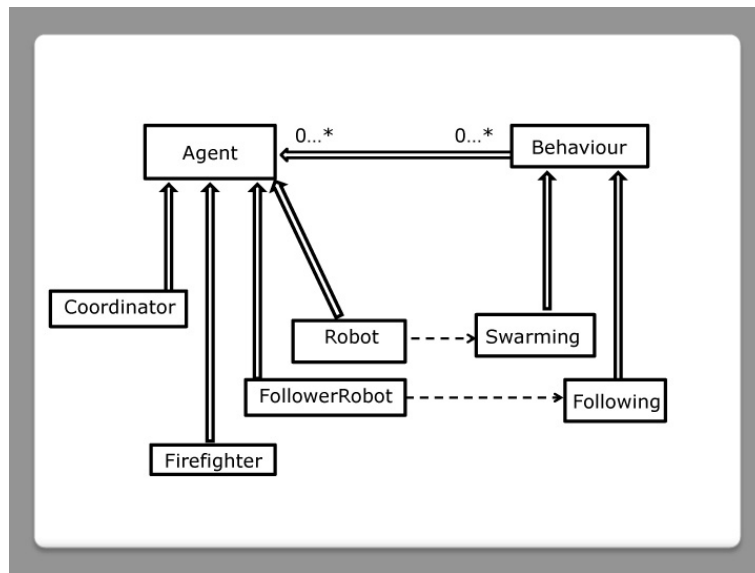 0...*
0...*
Agent
Behaviour
Coordinator
Robot
Swarming
FollowerRobot
Following
Firefighter